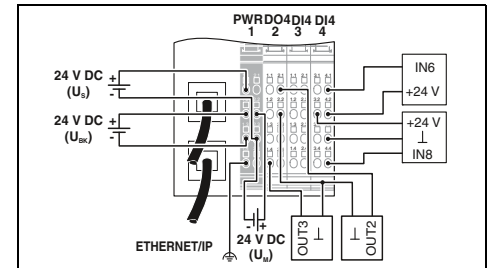 PWR DO4 DI4 DI4
1 2 3 4
24 V DC + -
(US)
24 V DC + -
(UBK)
IN6
+24 V
+24 V
⊥
IN8
- +
24 V DC
(UM)
ETHERNET/IP
OUT3
⊥
⊥
OUT2